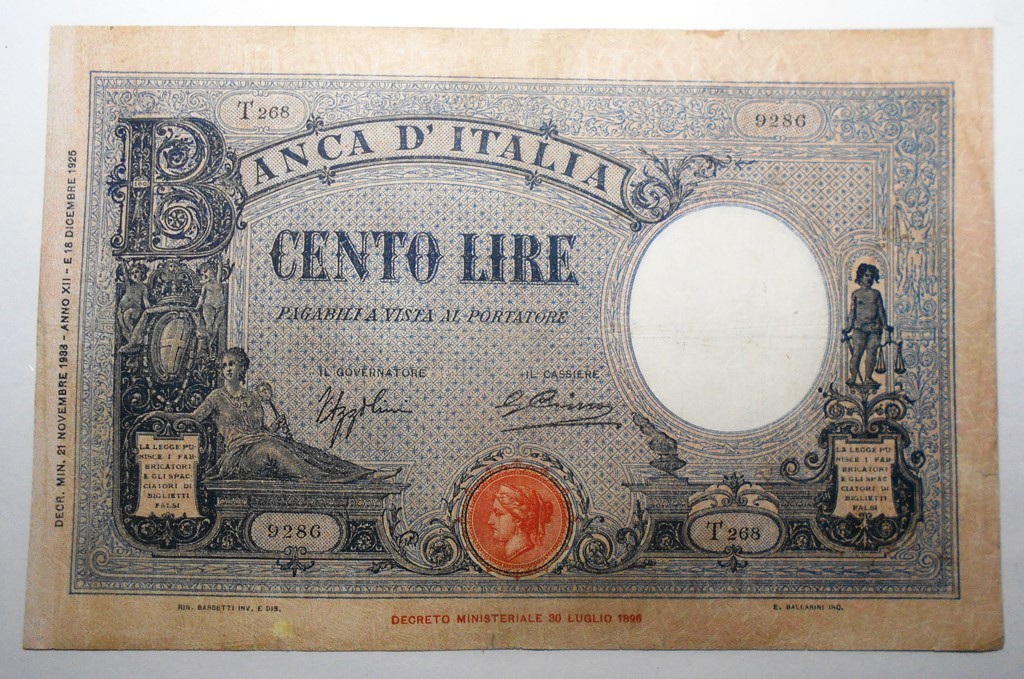 T 268
9286
BANCA D'ITALIA
CENTO LIRE
PAGABILI A VISTA AL PORTATORE
IL GOVERNATORE
IL CASSIERE
LA LEGGE PU-
NISCE I FAB-
BRICATORI
E GLI SPAC-
CIATORI DI
BIGLIETTI
FALSI
LA LEGGE PU-
NISCE I FAB-
BRICATORI
E GLI SPAC-
CIATORI DI
BIGLIETTI
FALSI
9286
T 268
RIN. BARBETTI INV. E DIS.
E. BALLARINI INC.
DECRETO MINISTERIALE 30 LUGLIO 1896
DECR. MIN. 21 NOVEMBRE 1933 - ANNO XII - E 18 DICEMBRE 1925